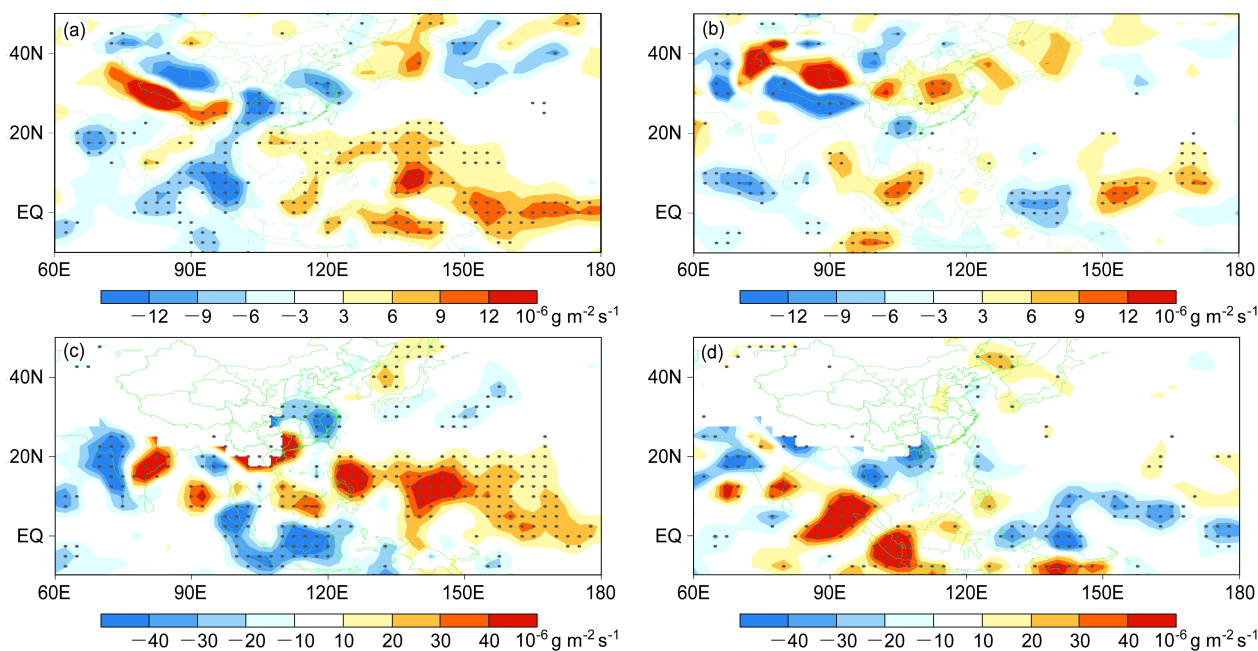 (a)
40N
20N
EQ
60E 90E 120E 150E 180
−12 −9 −6 −3 3 6 9 12 10⁻⁶ g m⁻² s⁻¹
(b)
40N
20N
EQ
60E 90E 120E 150E 180
−12 −9 −6 −3 3 6 9 12 10⁻⁶ g m⁻² s⁻¹
(c)
40N
20N
EQ
60E 90E 120E 150E 180
−40 −30 −20 −10 10 20 30 40 10⁻⁶ g m⁻² s⁻¹
(d)
40N
20N
EQ
60E 90E 120E 150E 180
−40 −30 −20 −10 10 20 30 40 10⁻⁶ g m⁻² s⁻¹